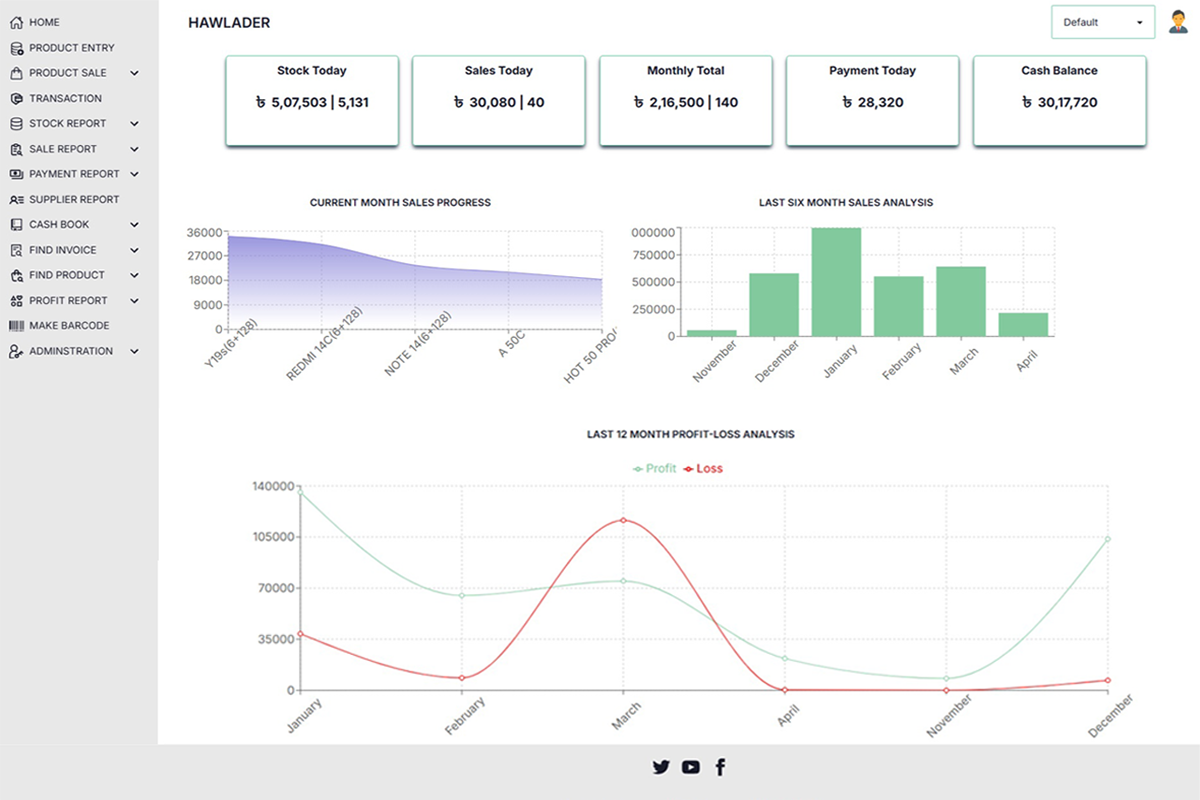 HOME
PRODUCT ENTRY
PRODUCT SALE
TRANSACTION
STOCK REPORT
SALE REPORT
PAYMENT REPORT
SUPPLIER REPORT
CASH BOOK
FIND INVOICE
FIND PRODUCT
PROFIT REPORT
MAKE BARCODE
ADMINSTRATION
HAWLADER
Default
Stock Today
৳ 5,07,503 | 5,131
Sales Today
৳ 30,080 | 40
Monthly Total
৳ 2,16,500 | 140
Payment Today
৳ 28,320
Cash Balance
৳ 30,17,720
CURRENT MONTH SALES PROGRESS
36000
27000
18000
9000
0
Y19s(6+128)
REDMI 14C(6+128)
NOTE 14(6+128)
A 50C
HOT 50 PRO
LAST SIX MONTH SALES ANALYSIS
000000
750000
500000
250000
0
November
December
January
February
March
April
LAST 12 MONTH PROFIT-LOSS ANALYSIS
Profit Loss
140000
105000
70000
35000
0
January
February
March
April
November
December